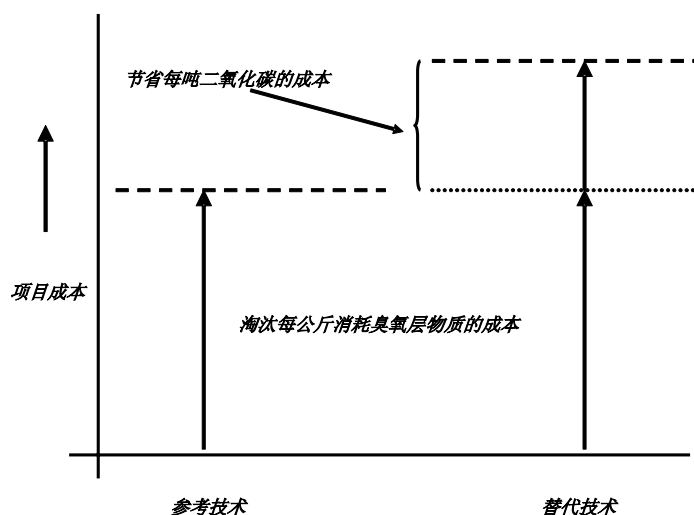 节省每吨二氧化碳的成本
项目成本
淘汰每公斤消耗臭氧层物质的成本
参考技术
替代技术